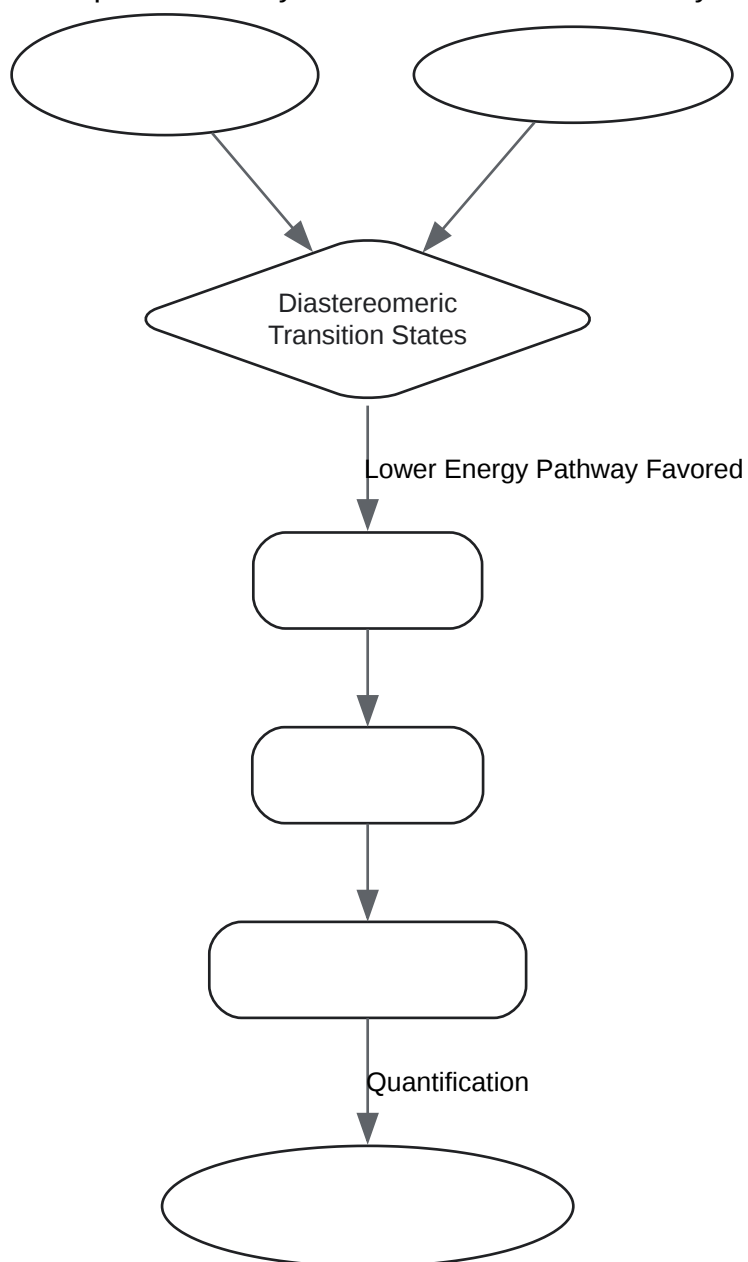 Diastereomeric
Transition States
Lower Energy Pathway Favored
Quantification